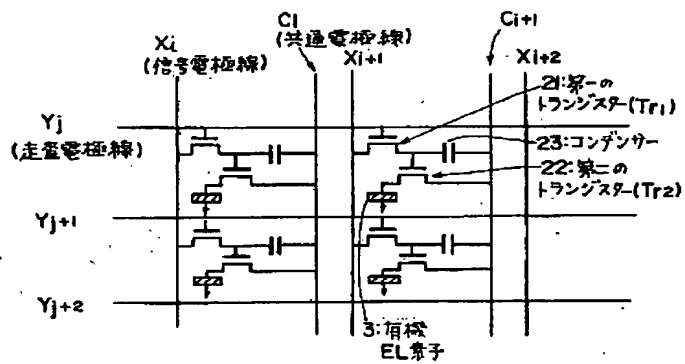 Xi
(信号電極線)
Ci
(共通電極線)
Xi+1
Ci+1
Xi+2
21:第一の
トランジスター(Tr1)
23:コンデンサー
22:第二の
トランジスター(Tr2)
Yj
(走査電極線)
Yj+1
Yj+2
3:有機
EL素子